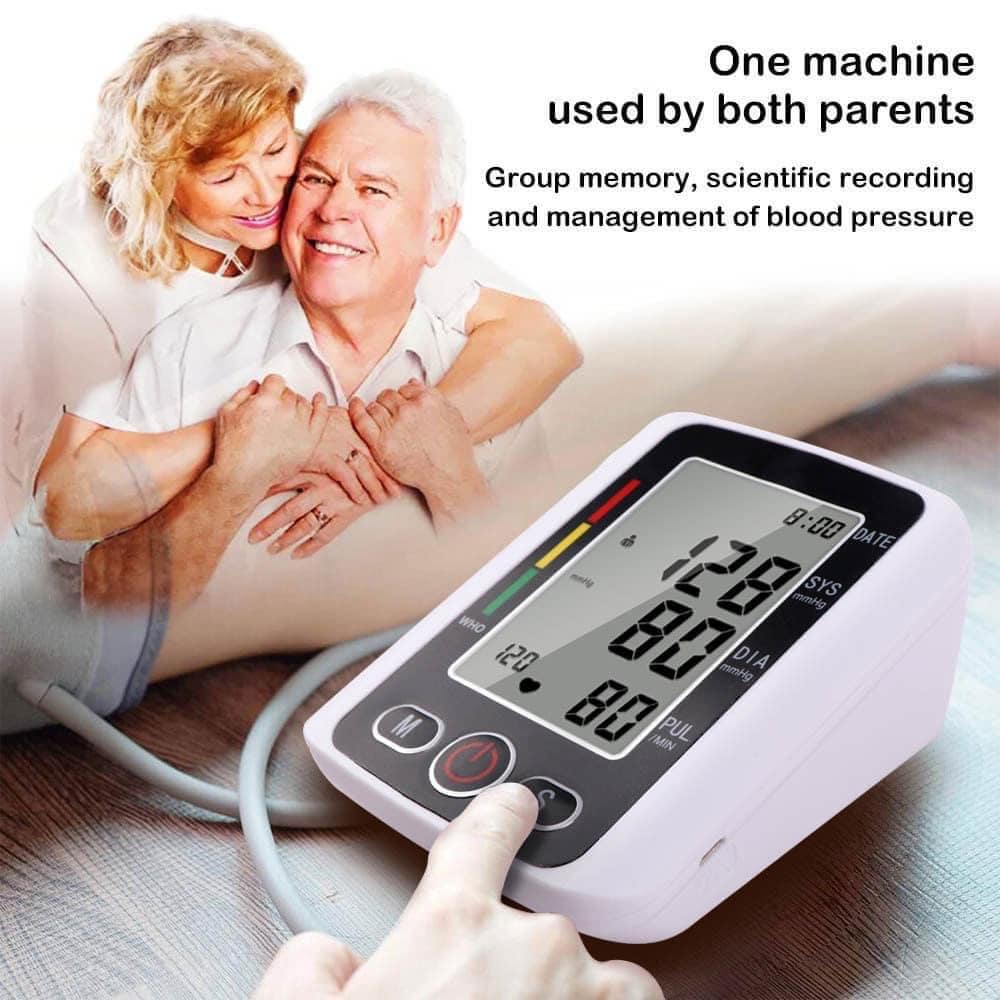 One machine
used by both parents
Group memory, scientific recording
and management of blood pressure
8:00
DATE
128
SYS
mmHg
mmHg
80
DIA
mmHg
WHO
120
80
PUL
/MIN
M
S